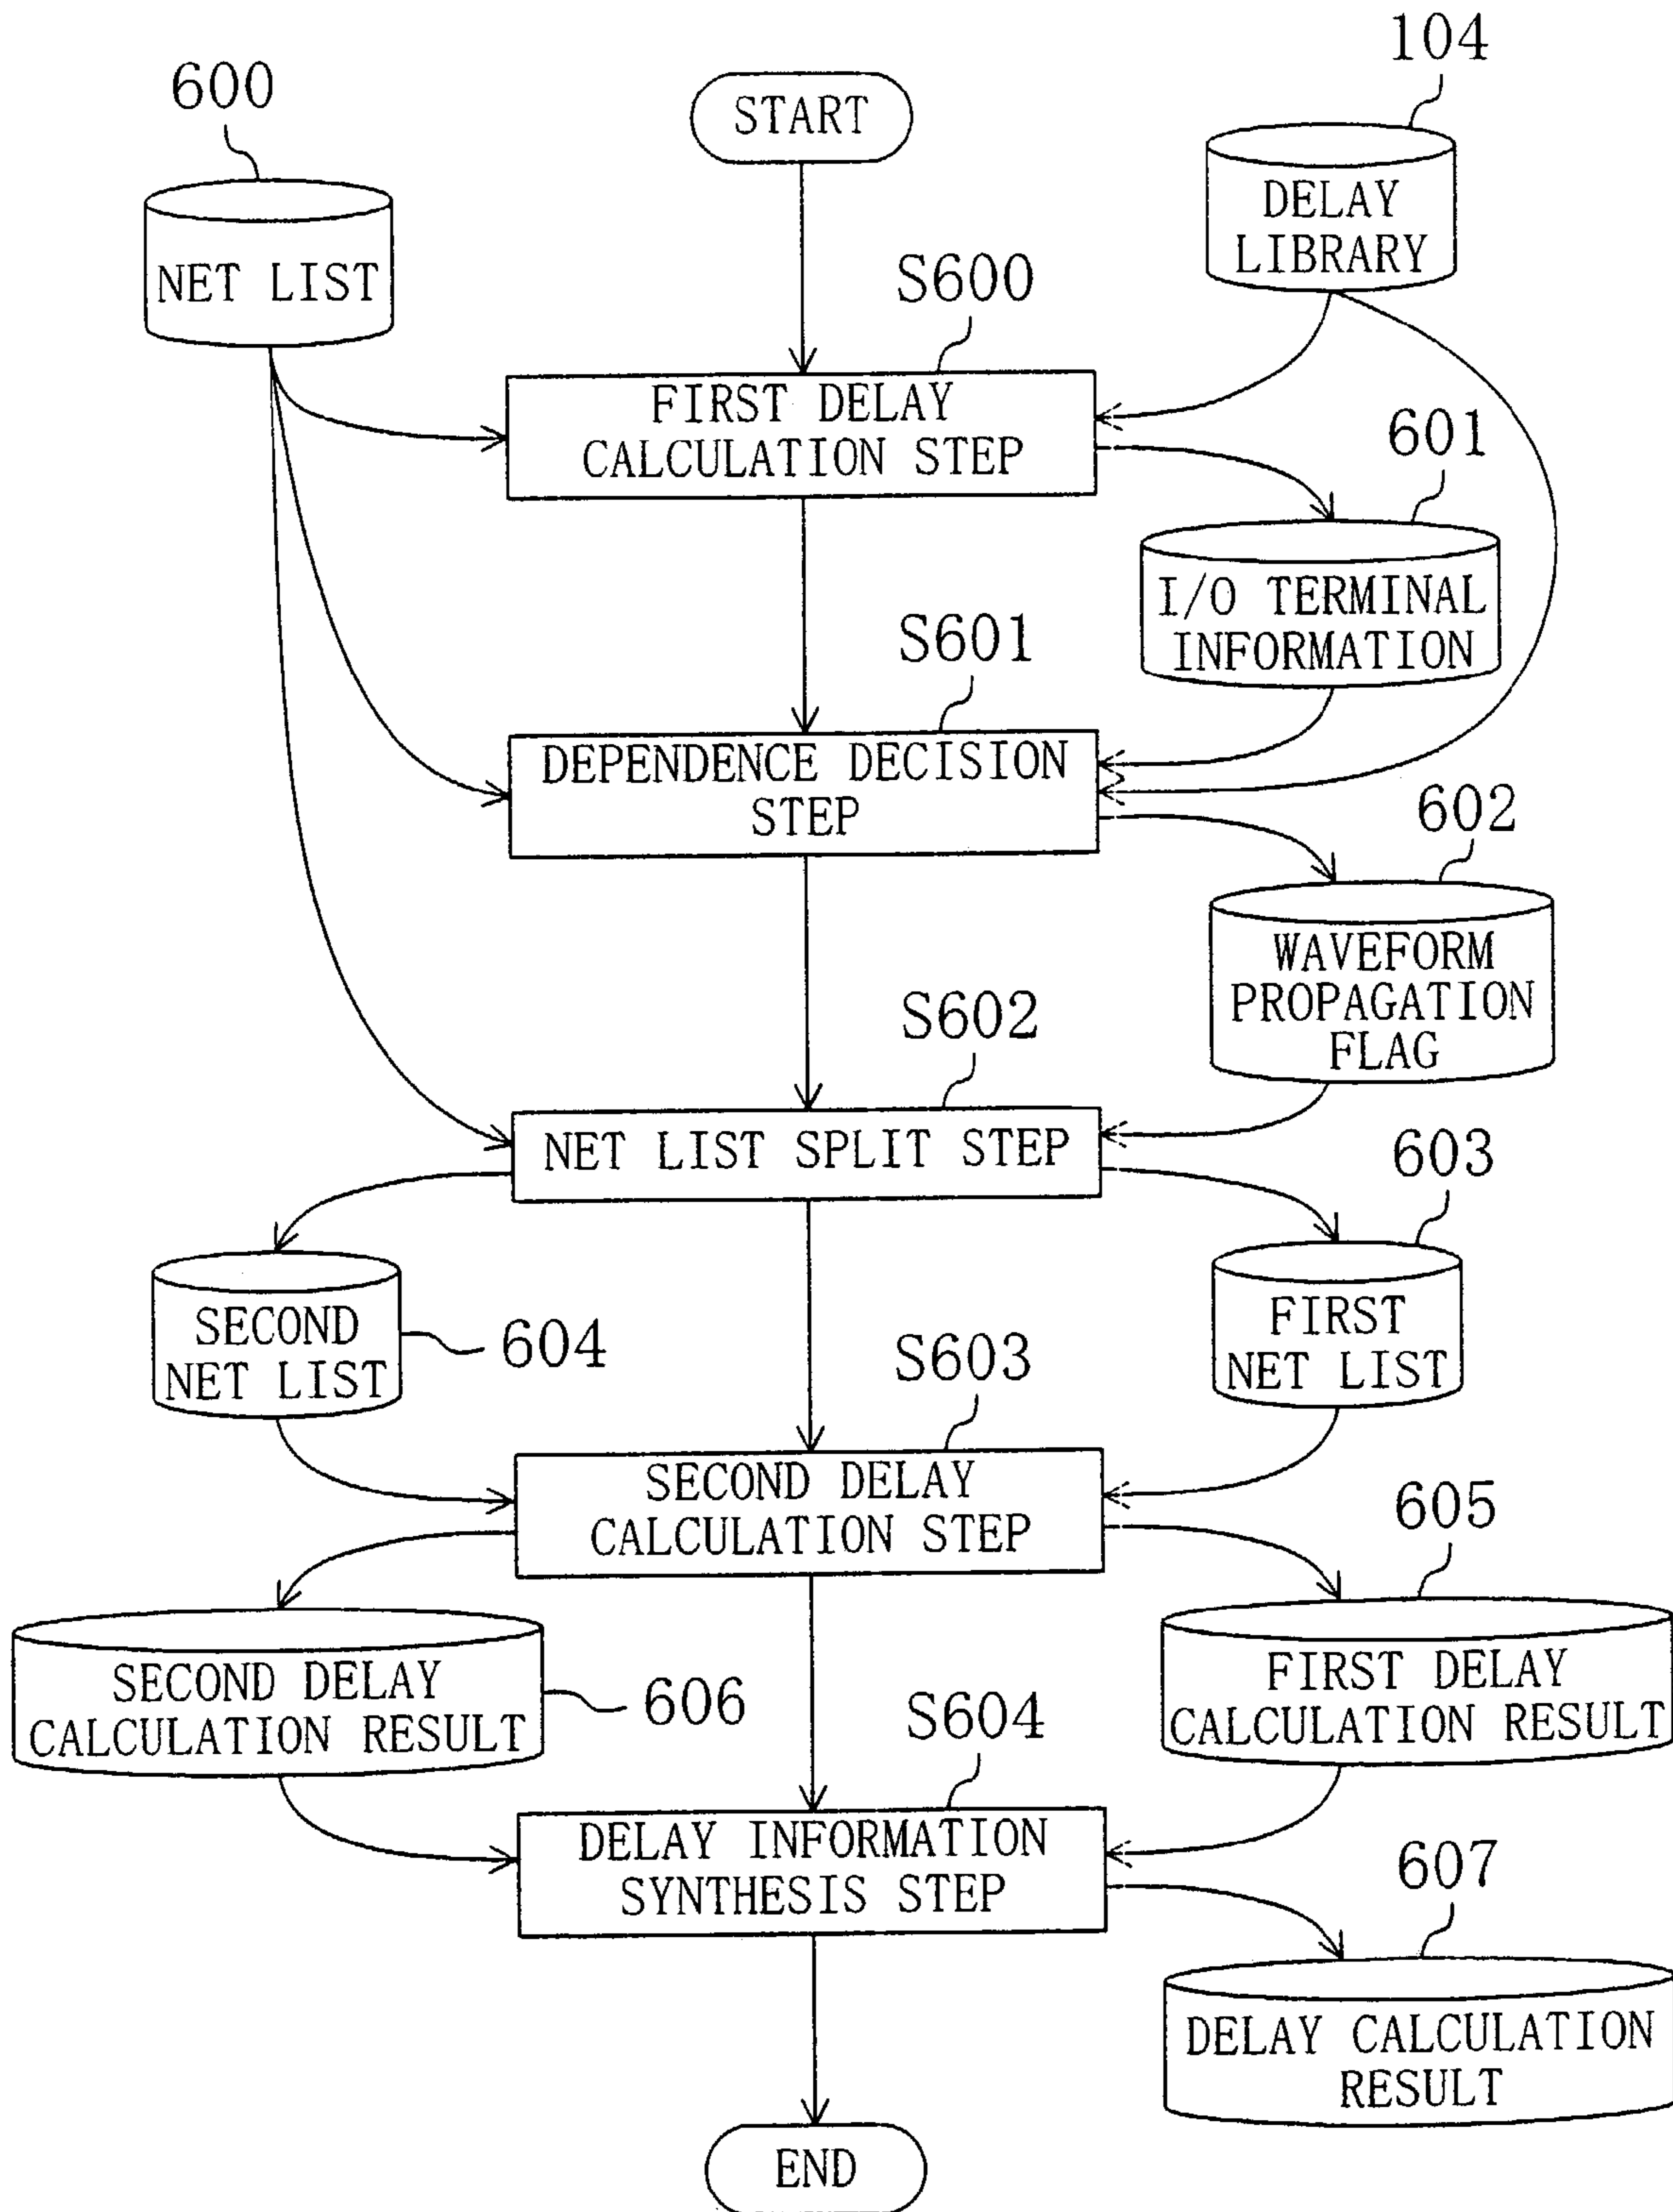 104
600
START
DELAY
LIBRARY
NET LIST
S600
FIRST DELAY
CALCULATION STEP
601
I/O TERMINAL
INFORMATION
S601
DEPENDENCE DECISION
STEP
602
WAVEFORM
PROPAGATION
FLAG
S602
NET LIST SPLIT STEP
603
SECOND
NET LIST
604
FIRST
NET LIST
S603
SECOND DELAY
CALCULATION STEP
605
SECOND DELAY
CALCULATION RESULT
606
FIRST DELAY
CALCULATION RESULT
S604
DELAY INFORMATION
SYNTHESIS STEP
607
DELAY CALCULATION
RESULT
END